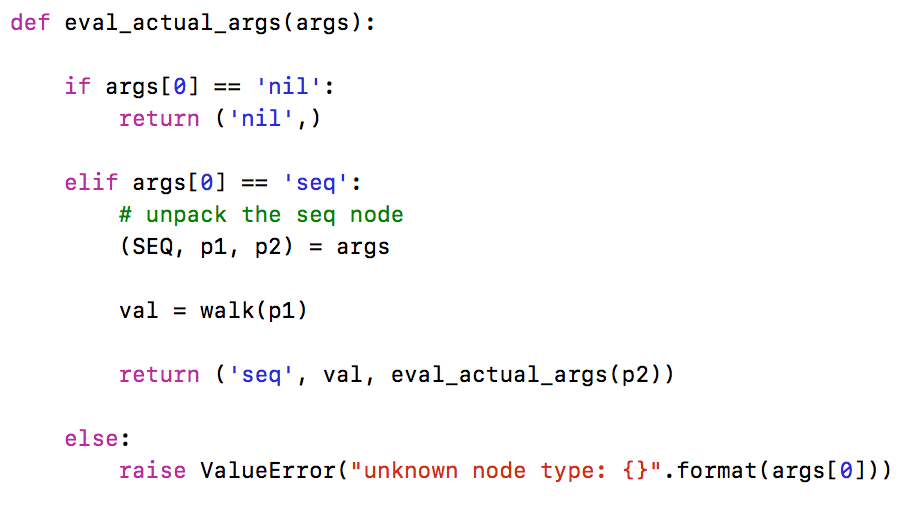 def eval_actual_args(args):
    if args[0] == 'nil':
        return ('nil',)
    elif args[0] == 'seq':
        # unpack the seq node
        (SEQ, p1, p2) = args
        val = walk(p1)
        return ('seq', val, eval_actual_args(p2))
    else:
        raise ValueError("unknown node type: {}".format(args[0]))